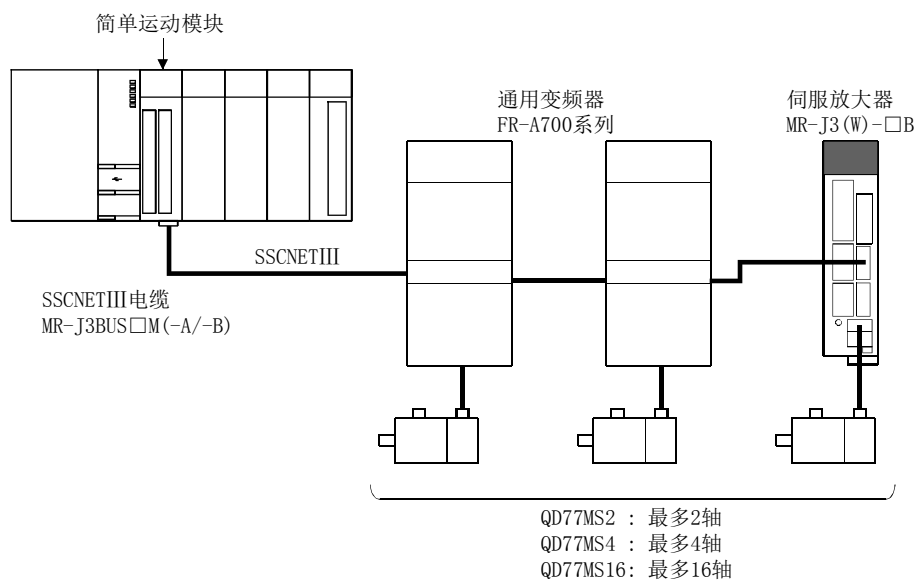 简单运动模块
通用变频器
FR-A700系列
伺服放大器
MR-J3(W)-□B
SSCNETⅢ
SSCNETⅢ电缆
MR-J3BUS□M(-A/-B)
QD77MS2 : 最多2轴
QD77MS4 : 最多4轴
QD77MS16: 最多16轴